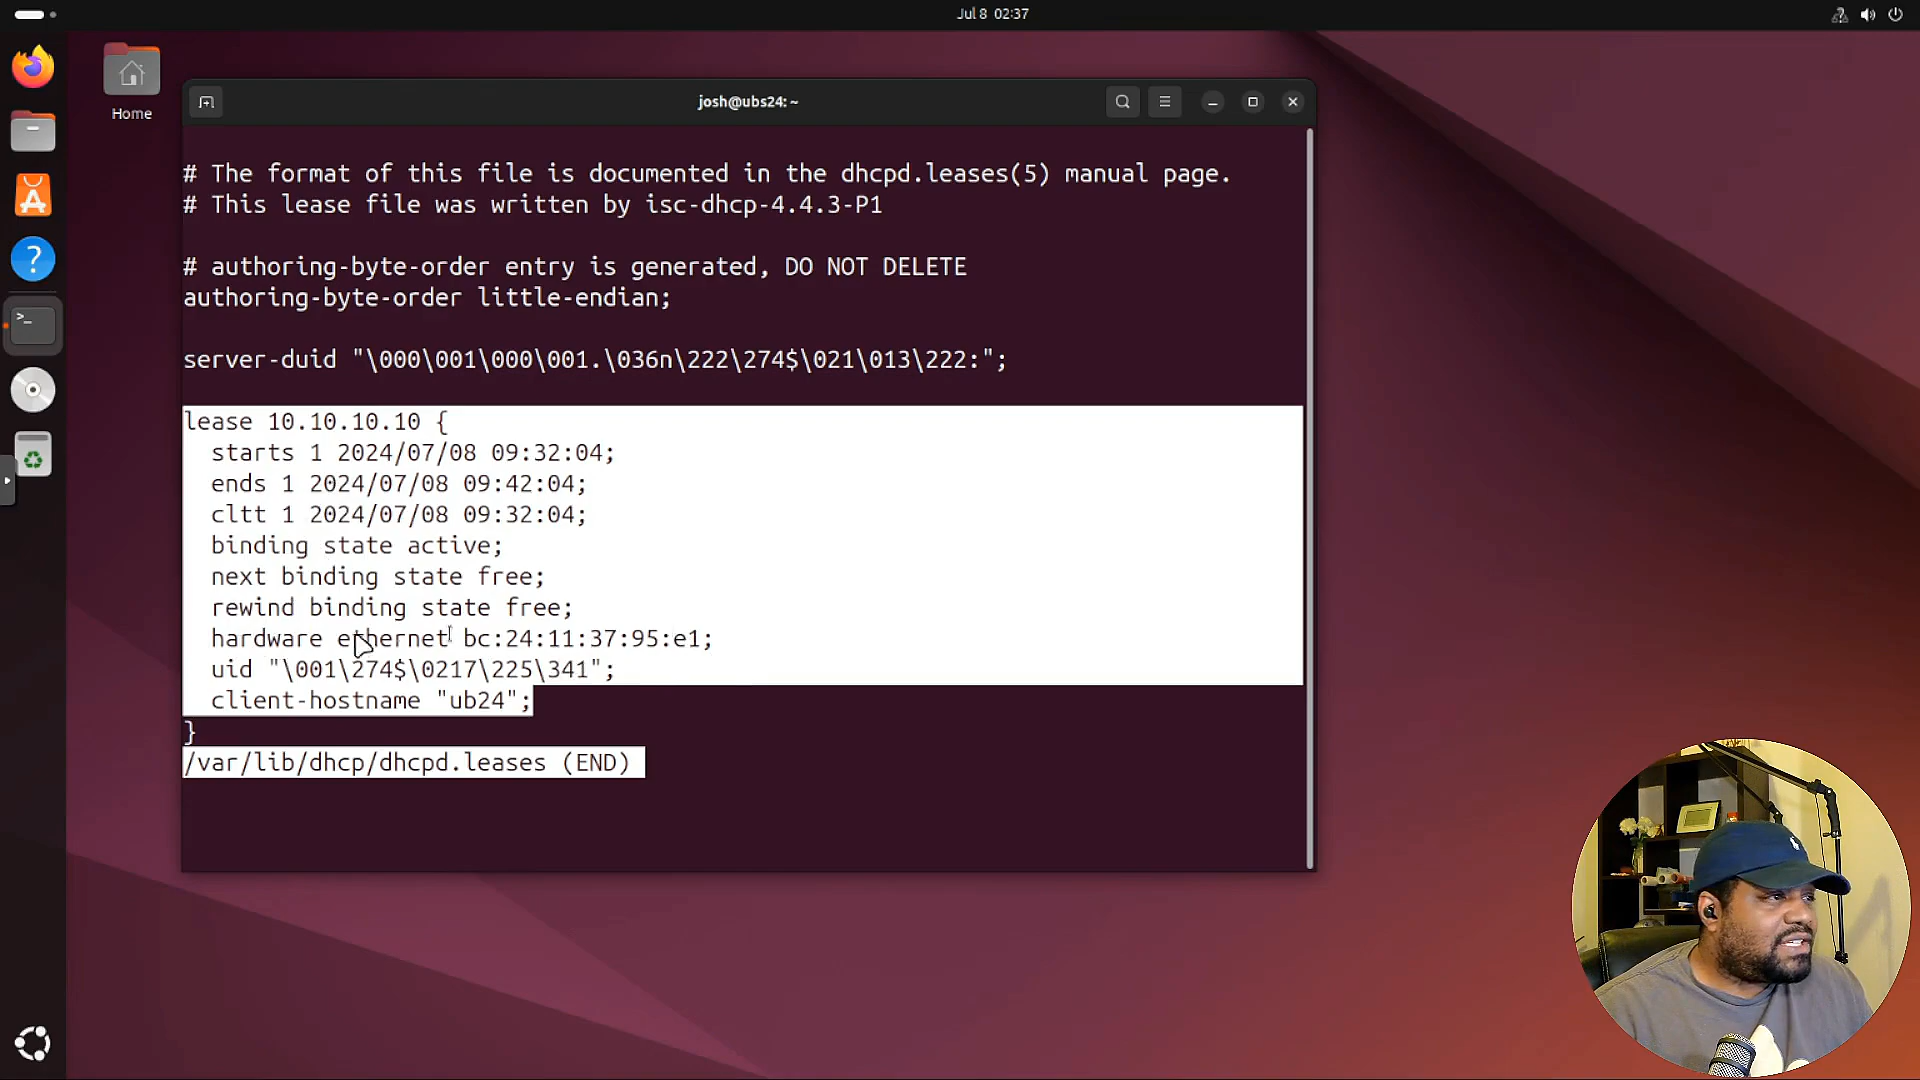 Jul 8 02:37
Home
josh@ubs24: ~
# The format of this file is documented in the dhcpd.leases(5) manual page.
# This lease file was written by isc-dhcp-4.4.3-P1
# authoring-byte-order entry is generated, DO NOT DELETE
authoring-byte-order little-endian;
server-duid "\000\001\000\001.\036n\222\274$\021\013\222:";
lease 10.10.10.10 {
  starts 1 2024/07/08 09:32:04;
  ends 1 2024/07/08 09:42:04;
  cltt 1 2024/07/08 09:32:04;
  binding state active;
  next binding state free;
  rewind binding state free;
  hardware ethernet bc:24:11:37:95:e1;
  uid "\001\274$\0217\225\341";
  client-hostname "ub24";
}
/var/lib/dhcp/dhcpd.leases (END)